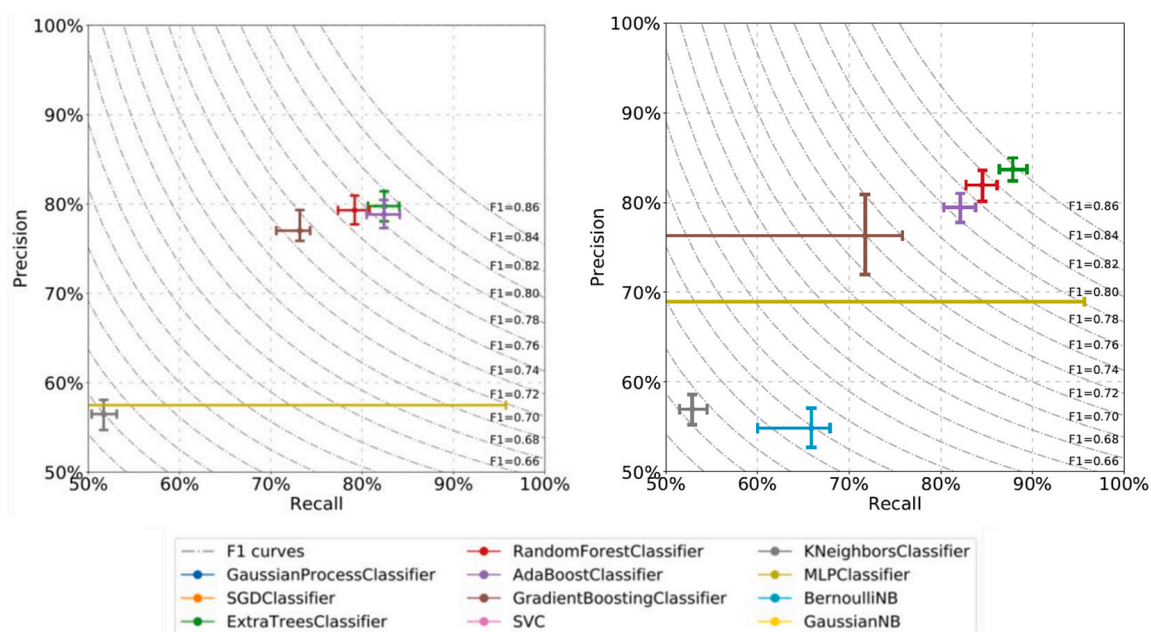 100%
90%
80%
70%
60%
50%
Precision
50%
60%
70%
80%
90%
100%
Recall
F1=0.86
F1=0.84
F1=0.82
F1=0.80
F1=0.78
F1=0.76
F1=0.74
F1=0.72
F1=0.70
F1=0.68
F1=0.66
100%
90%
80%
70%
60%
50%
Precision
50%
60%
70%
80%
90%
100%
Recall
F1=0.86
F1=0.84
F1=0.82
F1=0.80
F1=0.78
F1=0.76
F1=0.74
F1=0.72
F1=0.70
F1=0.68
F1=0.66
F1 curves
GaussianProcessClassifier
SGDClassifier
ExtraTreesClassifier
RandomForestClassifier
AdaBoostClassifier
GradientBoostingClassifier
SVC
KNeighborsClassifier
MLPClassifier
BernoulliNB
GaussianNB